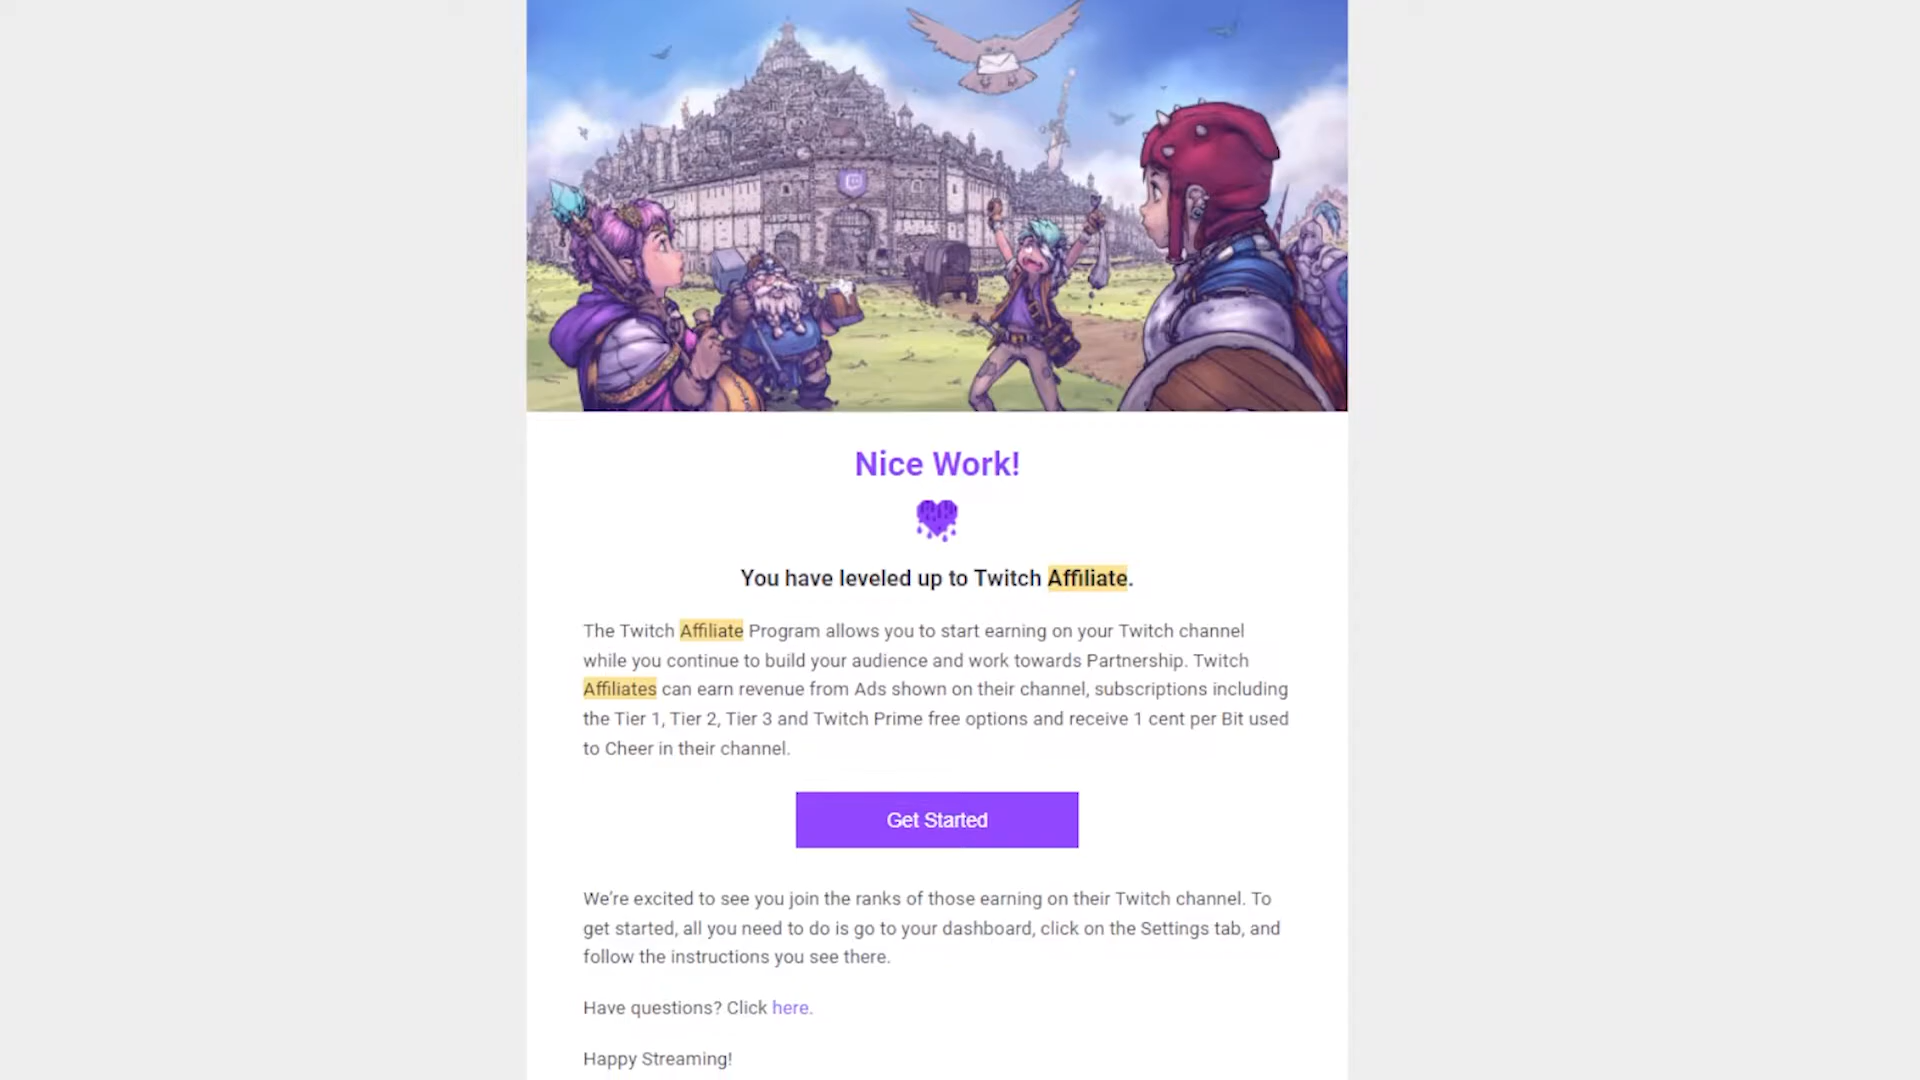 Nice Work!
You have leveled up to Twitch Affiliate.
The Twitch Affiliate Program allows you to start earning on your Twitch channel
while you continue to build your audience and work towards Partnership. Twitch
Affiliates can earn revenue from Ads shown on their channel, subscriptions including
the Tier 1, Tier 2, Tier 3 and Twitch Prime free options and receive 1 cent per Bit used
to Cheer in their channel.
Get Started
We're excited to see you join the ranks of those earning on their Twitch channel. To
get started, all you need to do is go to your dashboard, click on the Settings tab, and
follow the instructions you see there.
Have questions? Click here.
Happy Streaming!